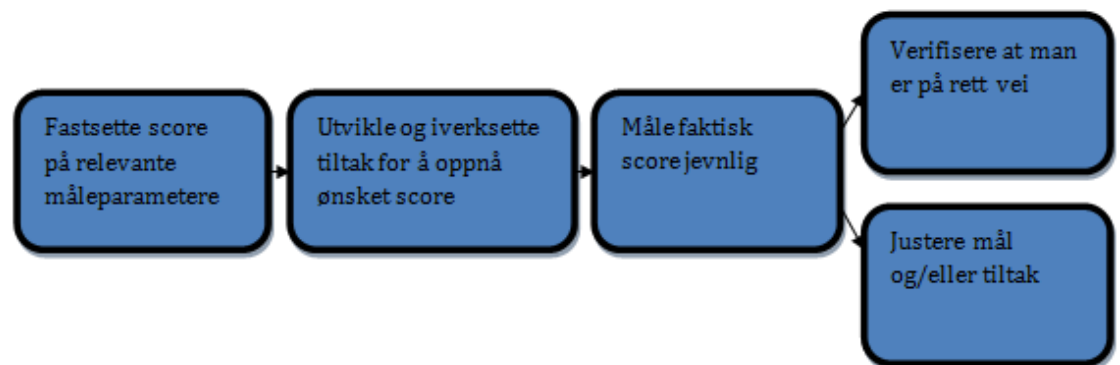 Fastsette score
på relevante
måleparametere
Utvikle og iverksette
tiltak for å oppnå
ønsket score
Måle faktisk
score jevnlig
Verifisere at man
er på rett vei
Justere mål
og/eller tiltak